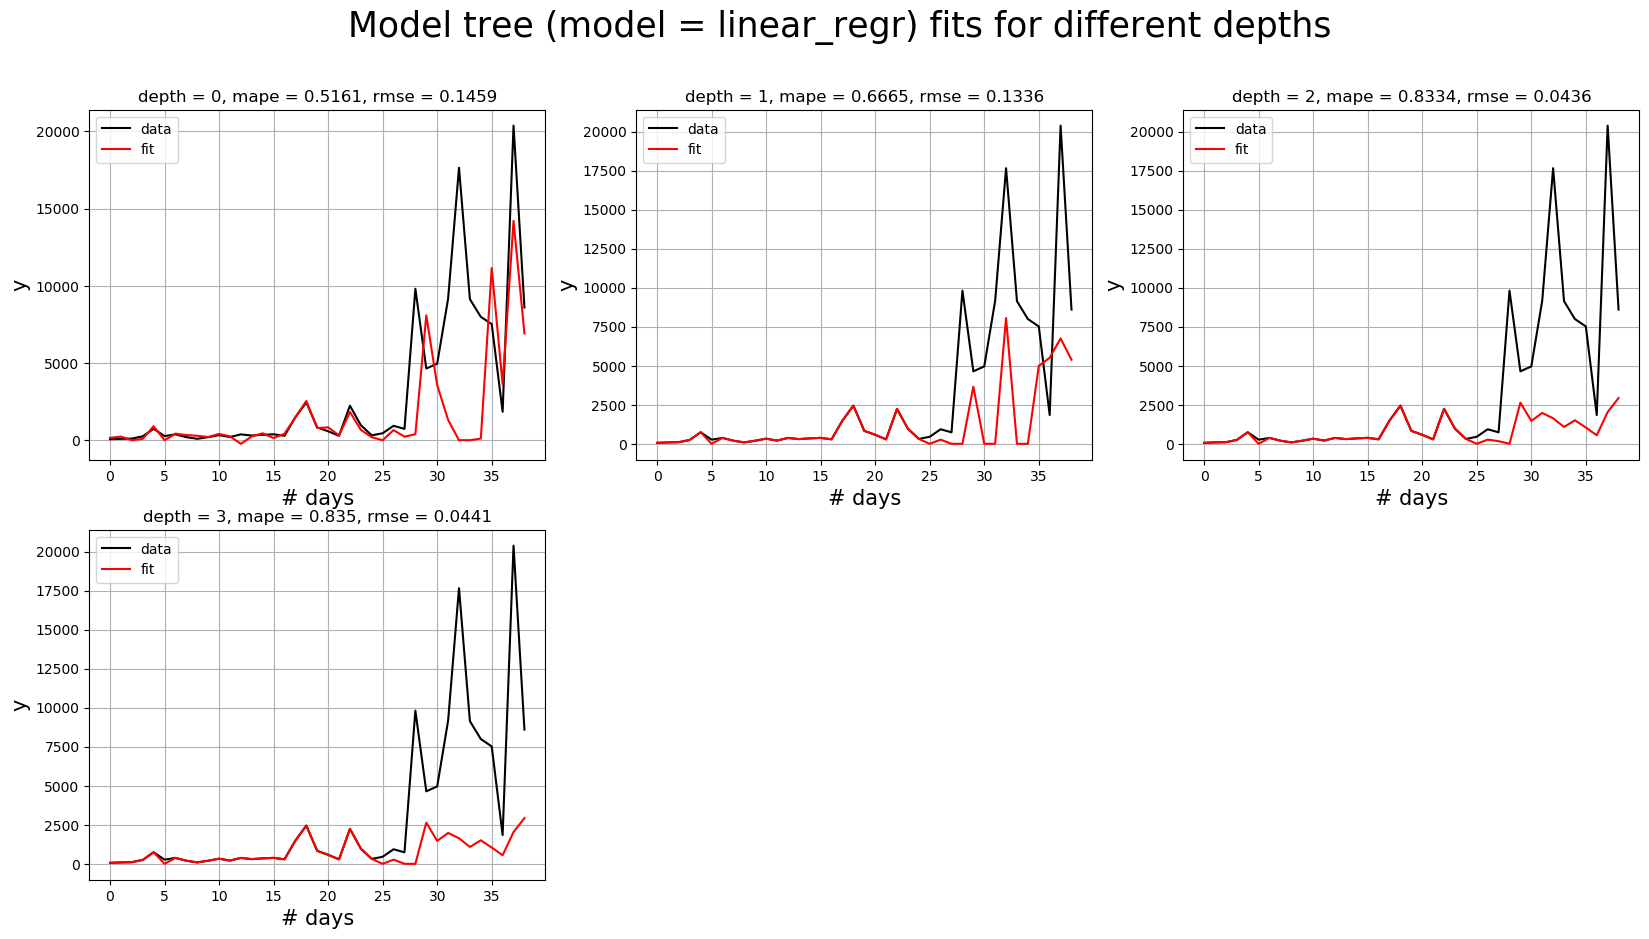 Model tree (model = linear_regr) fits for different depths
depth = 0, mape = 0.5161, rmse = 0.1459
data
fit
20000
15000
10000
5000
0
y
0 5 10 15 20 25 30 35
# days
depth = 1, mape = 0.6665, rmse = 0.1336
data
fit
20000
17500
15000
12500
10000
7500
5000
2500
0
y
0 5 10 15 20 25 30 35
# days
depth = 2, mape = 0.8334, rmse = 0.0436
data
fit
20000
17500
15000
12500
10000
7500
5000
2500
0
y
0 5 10 15 20 25 30 35
# days
depth = 3, mape = 0.835, rmse = 0.0441
data
fit
20000
17500
15000
12500
10000
7500
5000
2500
0
y
0 5 10 15 20 25 30 35
# days